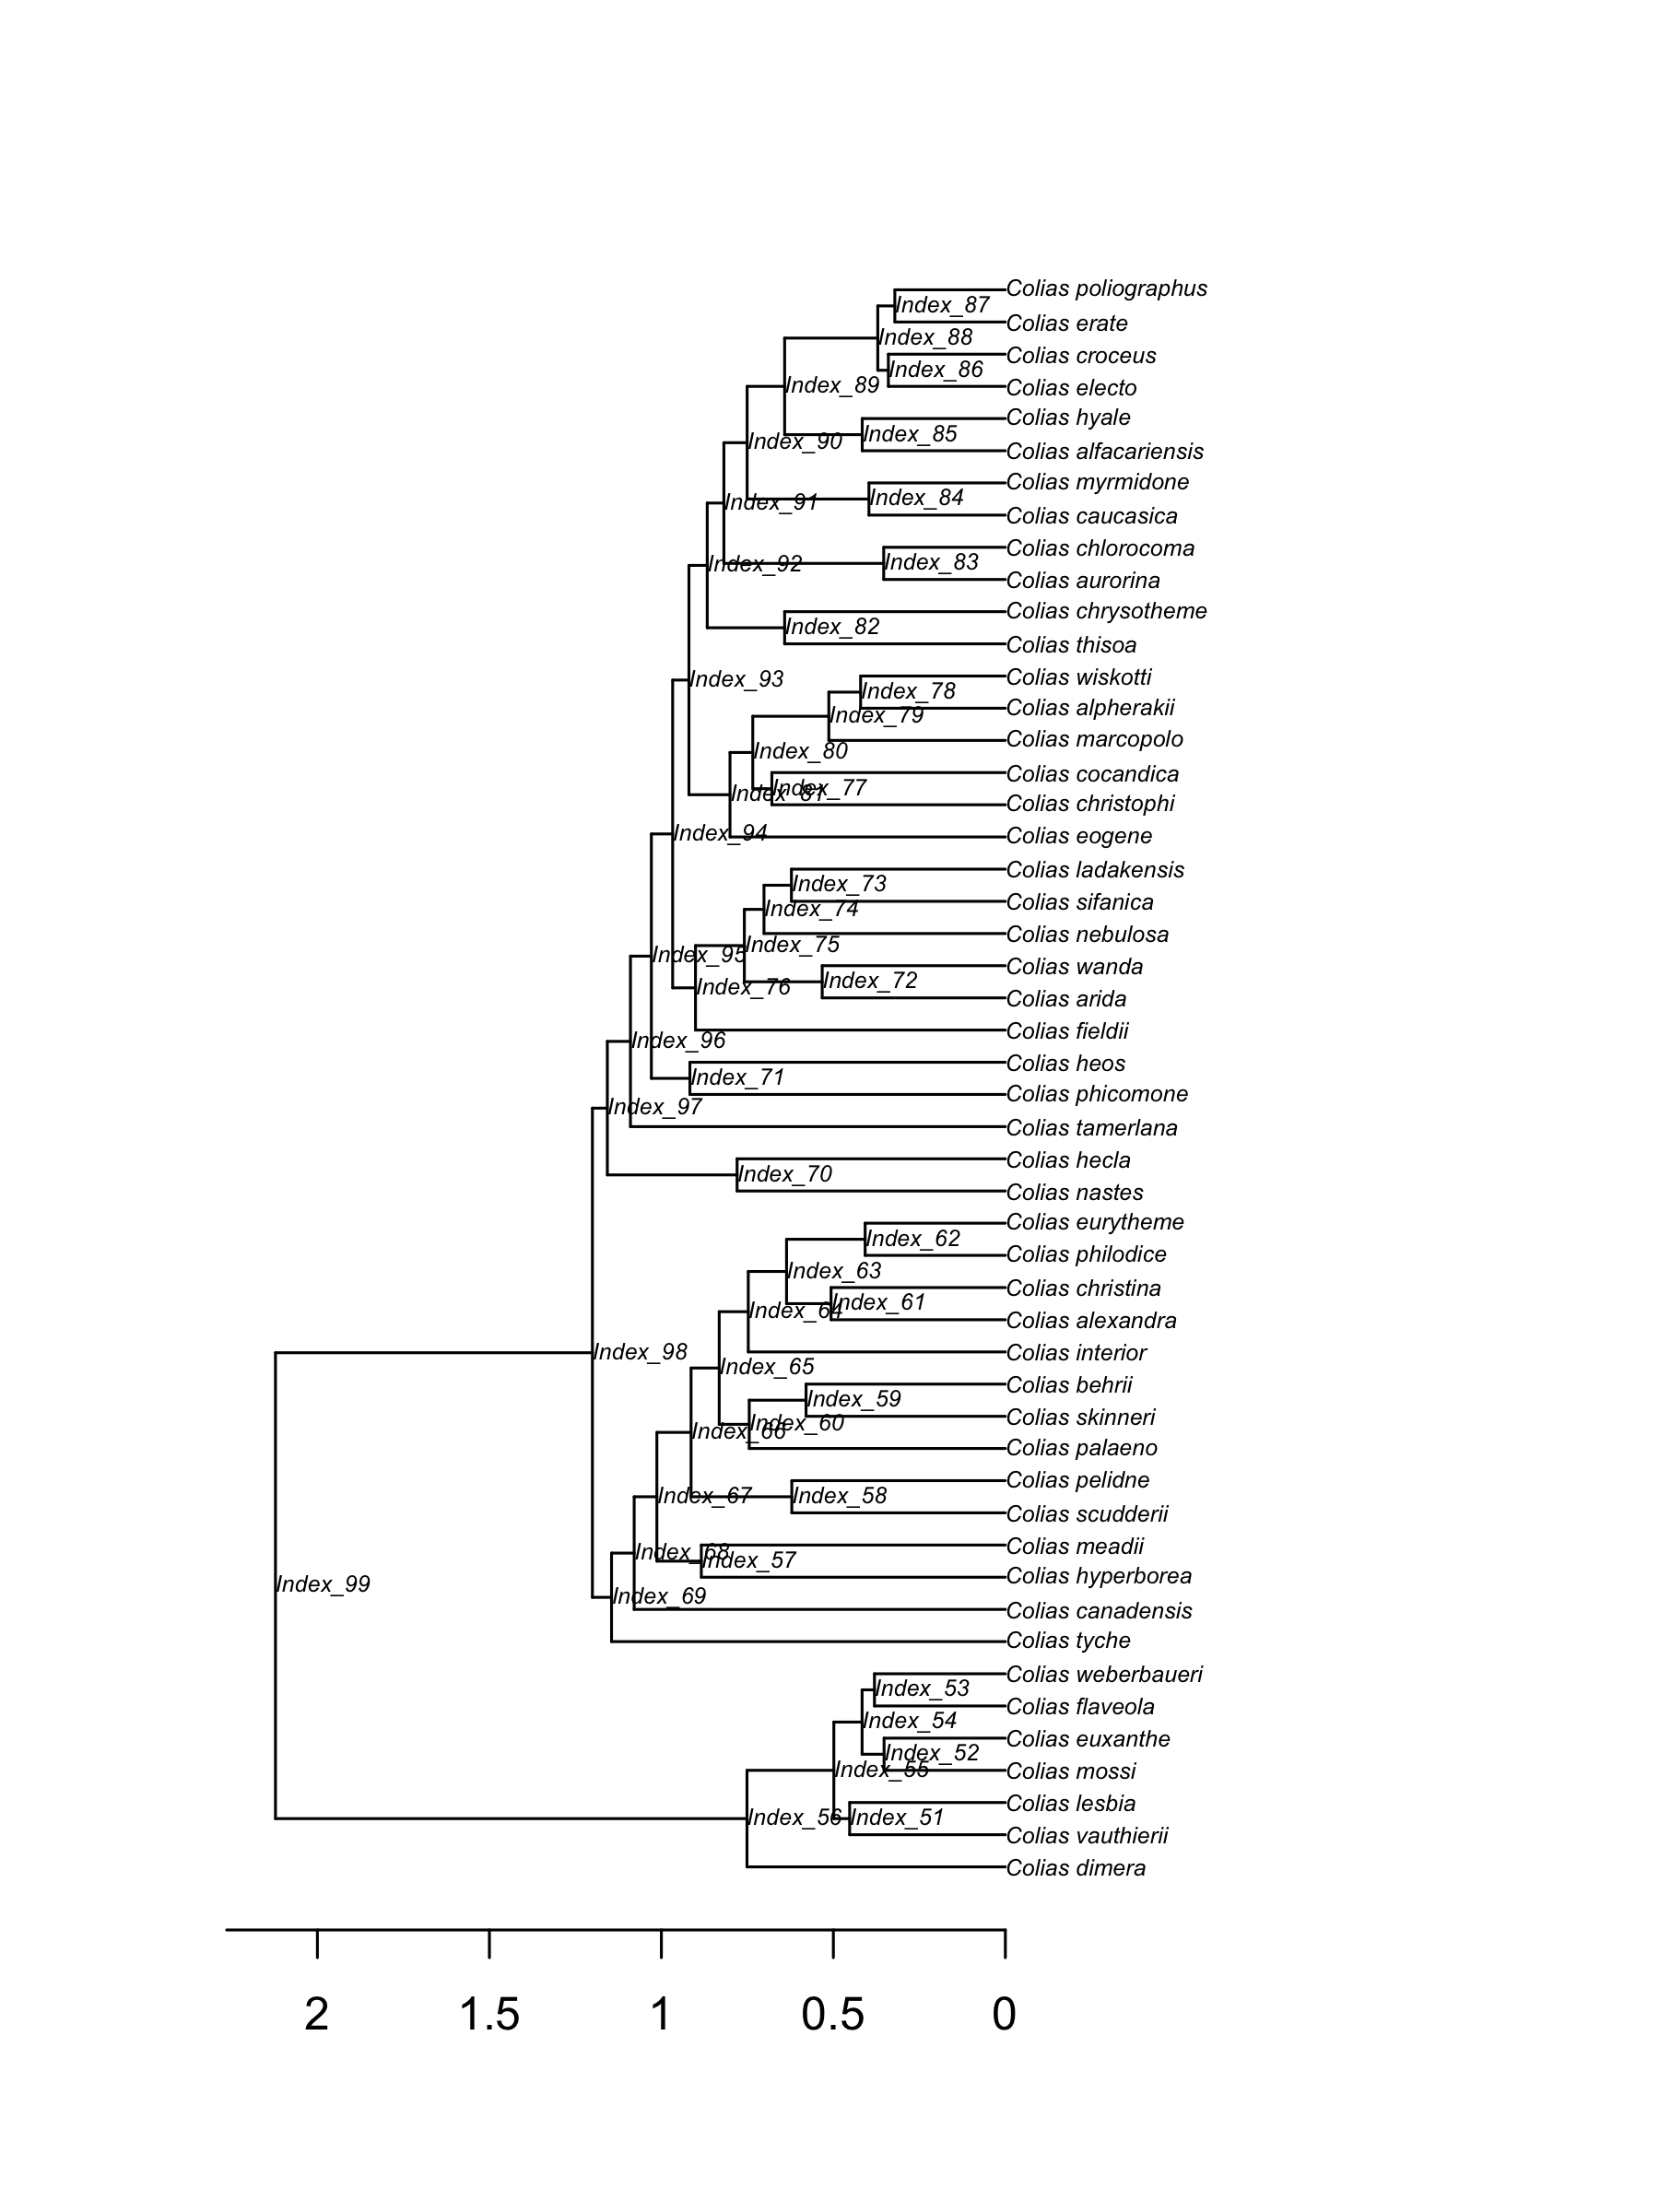 Colias poliographus
Index_87
Colias erate
Index_88
Colias croceus
Index_86
Colias electo
Index_89
Colias hyale
Index_85
Index_90
Colias alfacariensis
Colias myrmidone
Index_84
Index_91
Colias caucasica
Colias chlorocoma
Index_83
Index_92
Colias aurorina
Colias chrysotheme
Index_82
Colias thisoa
Colias wiskotti
Index_93
Index_78
Colias alpherakii
Index_79
Colias marcopolo
Index_80
Colias cocandica
Index_77
Index_81
Colias christophi
Index_94
Colias eogene
Colias ladakensis
Index_73
Colias sifanica
Index_74
Colias nebulosa
Index_75
Index_95
Colias wanda
Index_72
Index_76
Colias arida
Colias fieldii
Index_96
Colias heos
Index_71
Colias phicomone
Index_97
Colias tamerlana
Colias hecla
Index_70
Colias nastes
Colias eurytheme
Index_62
Colias philodice
Index_63
Colias christina
Index_61
Index_64
Colias alexandra
Index_98
Colias interior
Index_65
Colias behrii
Index_59
Colias skinneri
Index_60
Index_66
Colias palaeno
Colias pelidne
Index_67
Index_58
Colias scudderii
Colias meadii
Index_68
Index_57
Colias hyperborea
Index_99
Index_69
Colias canadensis
Colias tyche
Colias weberbaueri
Index_53
Colias flaveola
Index_54
Colias euxanthe
Index_52
Index_55
Colias mossi
Colias lesbia
Index_56
Index_51
Colias vauthierii
Colias dimera
2 1.5 1 0.5 0